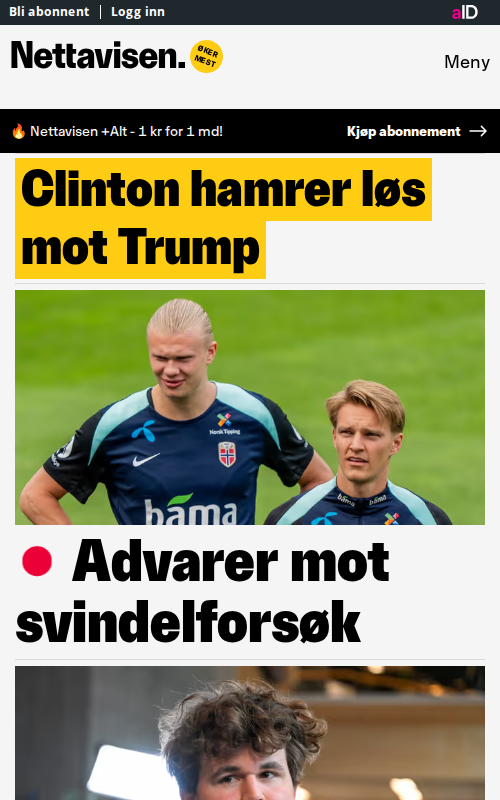 Bli abonnent | Logg inn
aID
Nettavisen.
ØKER
MEST
Meny
🔥 Nettavisen +Alt - 1 kr for 1 md!
Kjøp abonnement →
Clinton hamrer løs
mot Trump
Norsk Tipping
bama
bama
Advarer mot
svindelforsøk